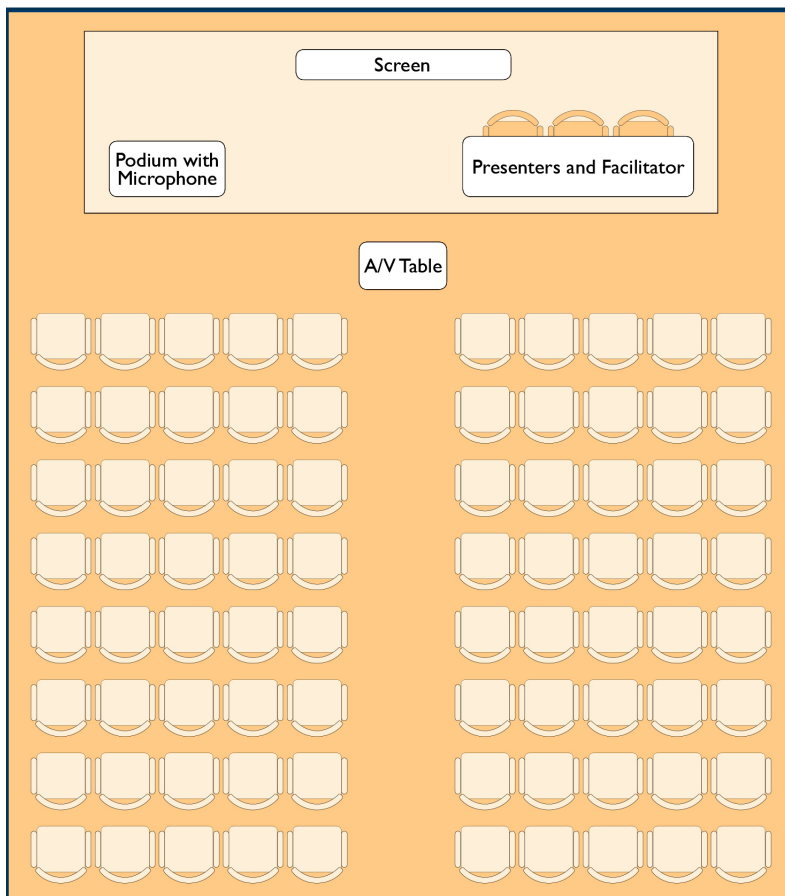 Screen
Podium with
Microphone
Presenters and Facilitator
A/V Table